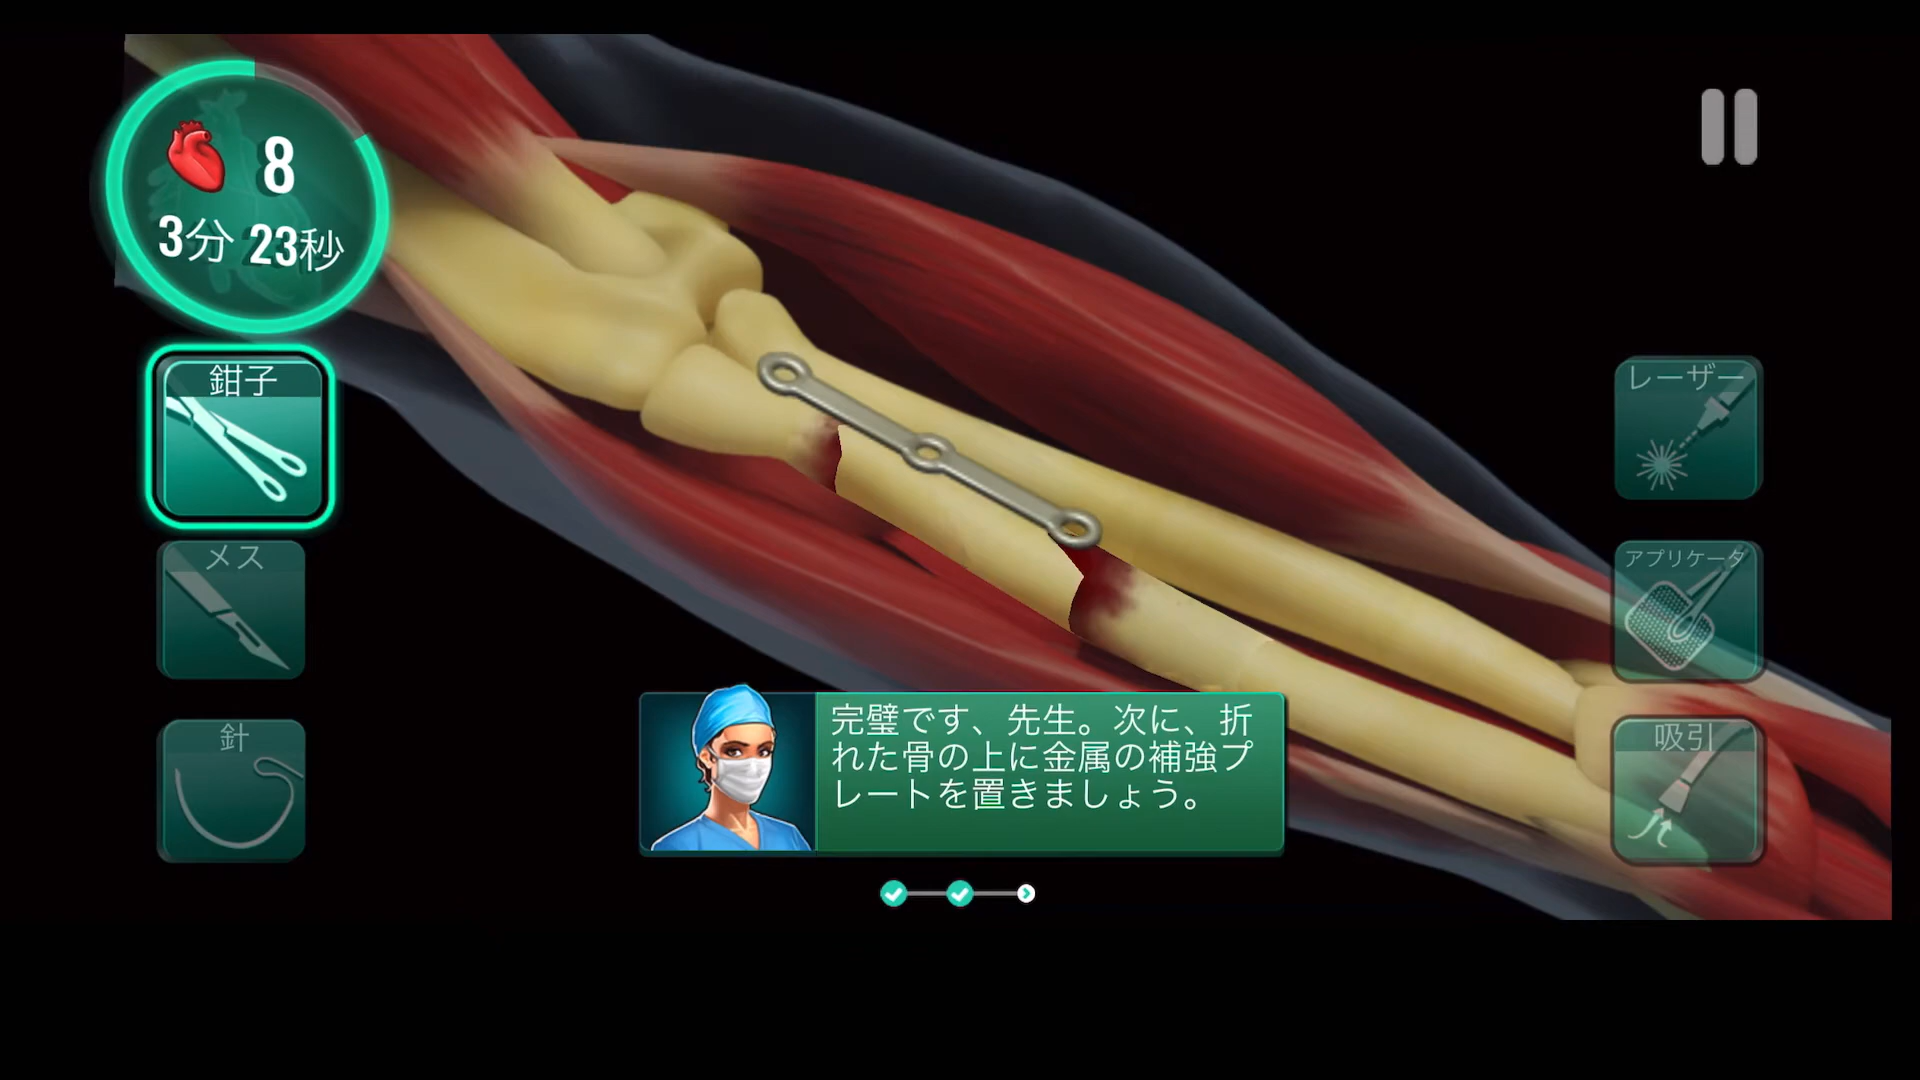 8
3分 23秒
鉗子
メス
針
レーザー
アプリケータ
吸引
完璧です、先生。次に、折
れた骨の上に金属の補強プ
レートを置きましょう。